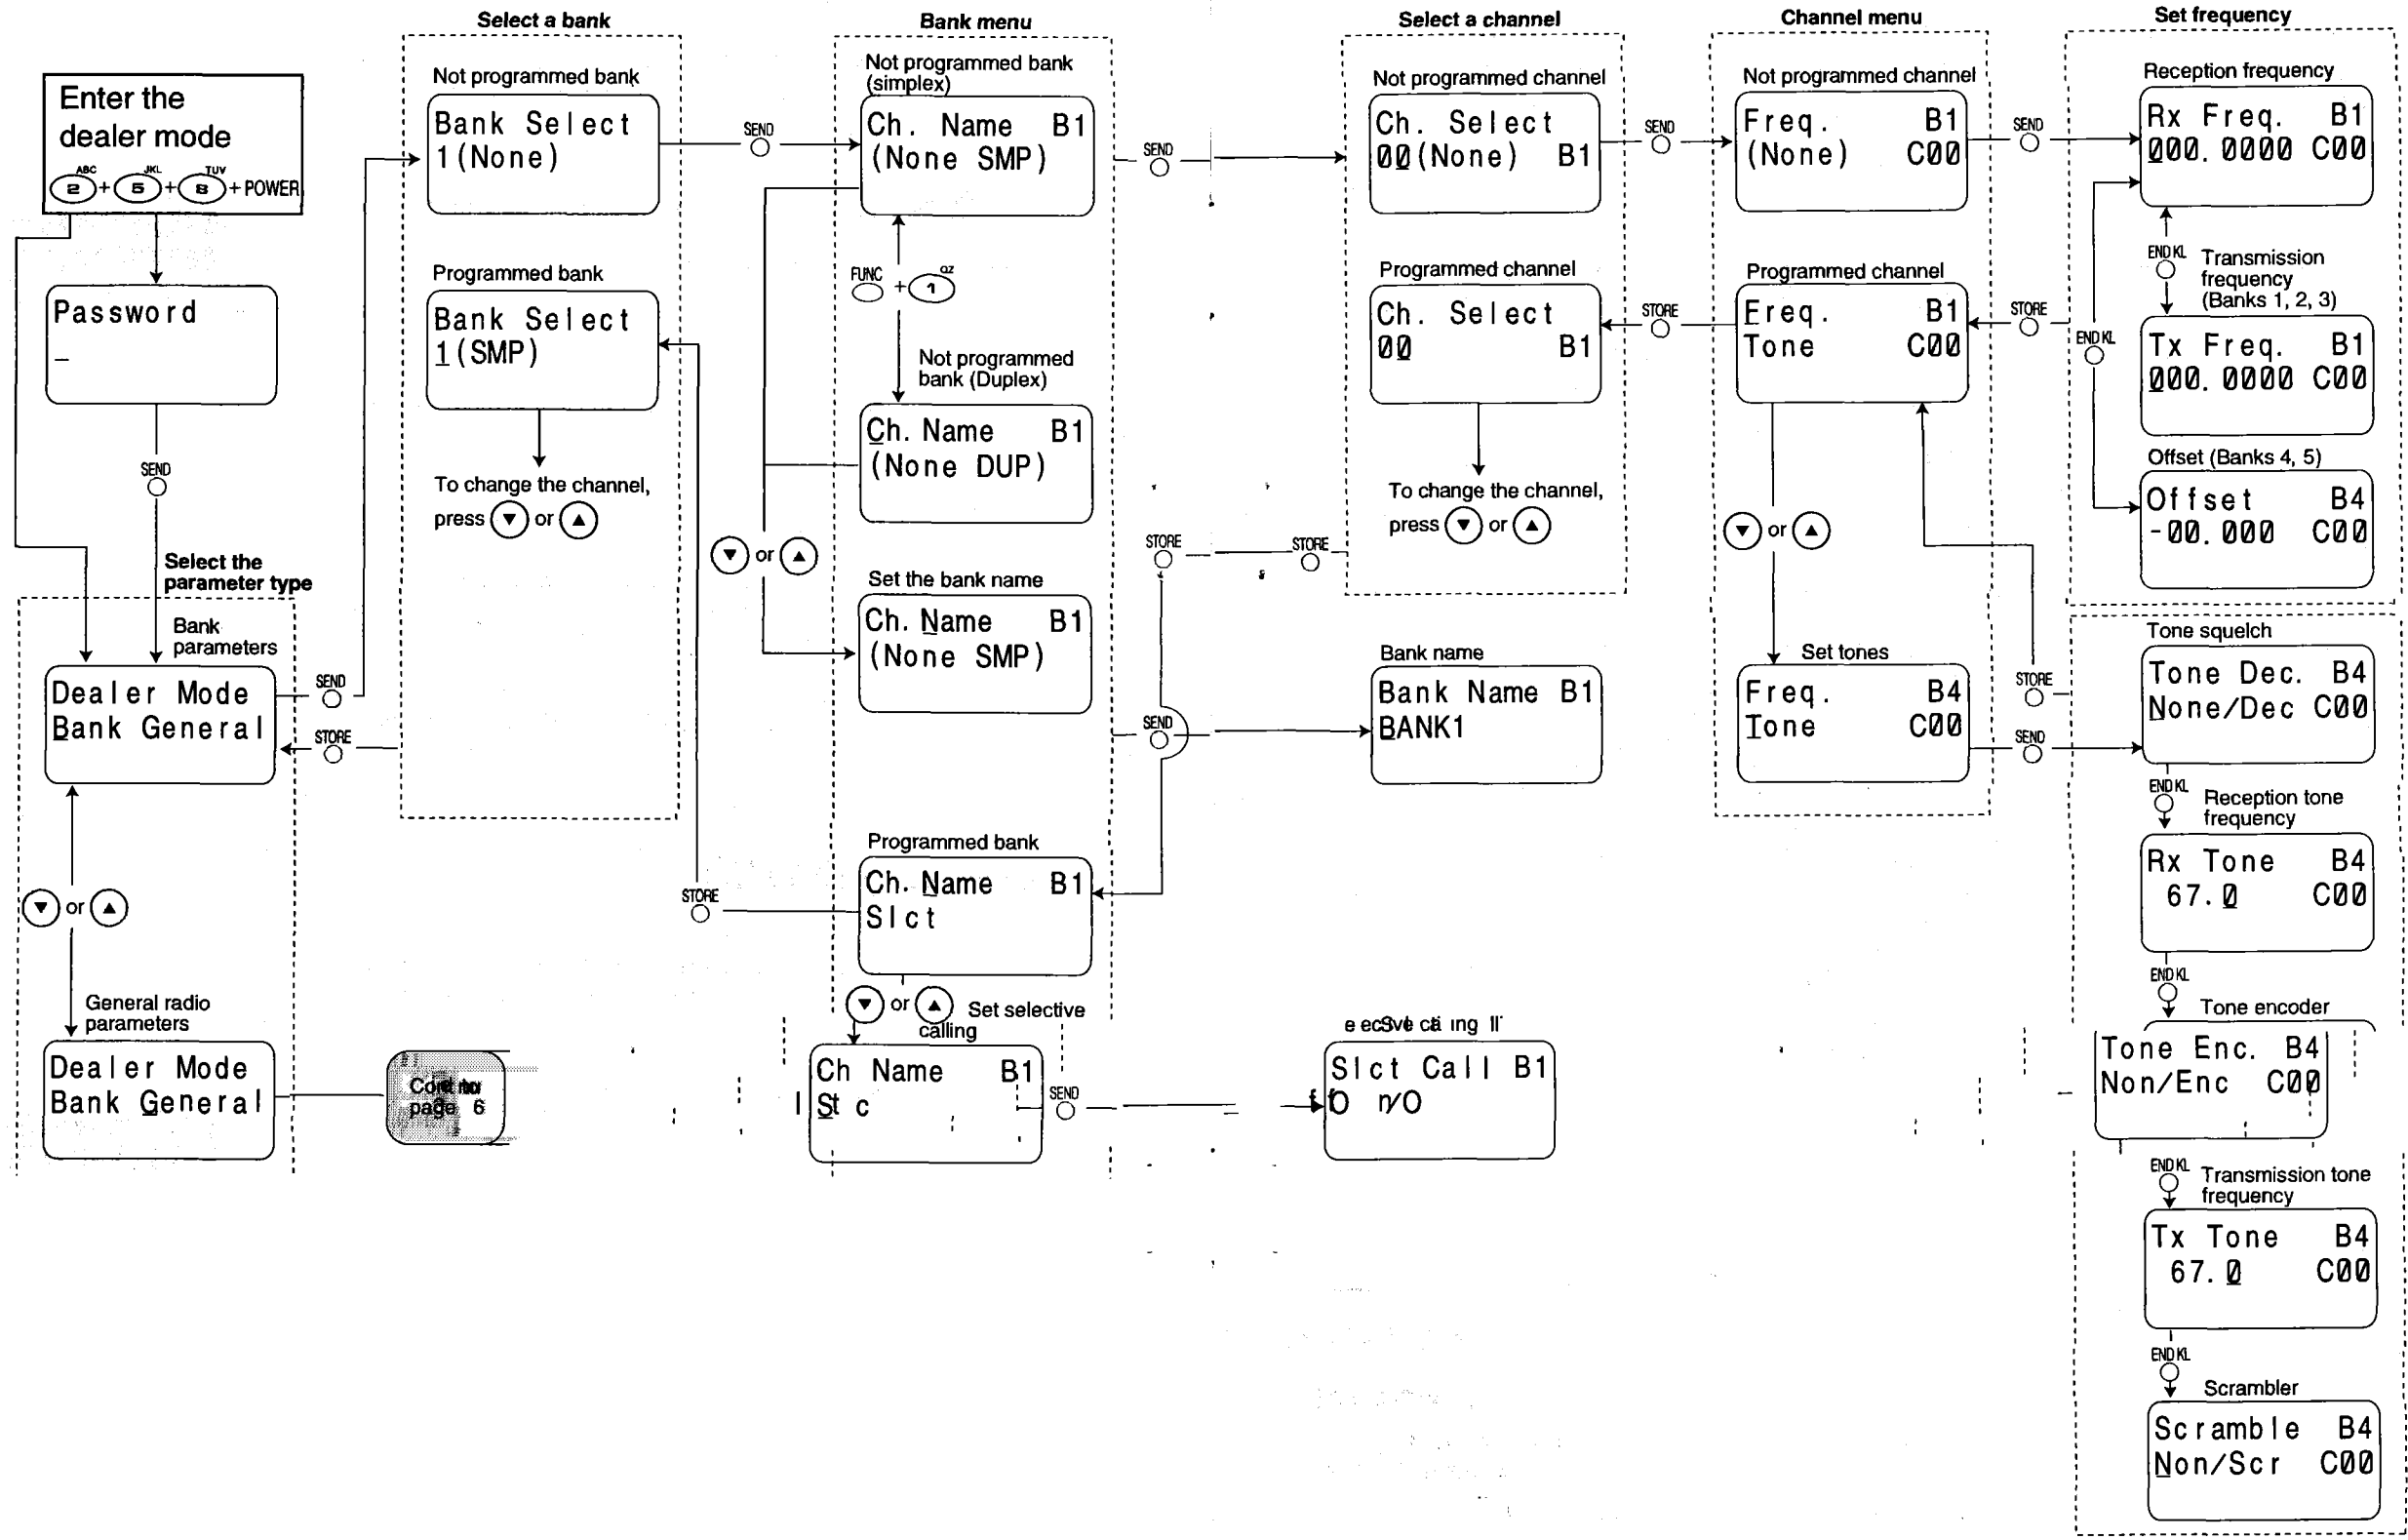 Select a bank
Bank menu
Select a channel
Channel menu
Set frequency
Enter the
dealer mode
ABC JKL TUV
2 + 5 + 8 + POWER
Password
_
SEND
Select the
parameter type
Bank
parameters
Dealer Mode
Bank General
SEND
STORE
▼ or ▲
General radio
parameters
Dealer Mode
Bank General
page 6
Not programmed bank
Bank Select
1(None)
SEND
Programmed bank
Bank Select
1(SMP)
To change the channel,
press ▼ or ▲
STORE
Not programmed bank
(simplex)
Ch. Name B1
(None SMP)
SEND
FUNC + 1 QZ
Not programmed
bank (Duplex)
Ch. Name B1
(None DUP)
▼ or ▲
Set the bank name
Ch. Name B1
(None SMP)
SEND
Programmed bank
Ch. Name B1
Slct
▼ or ▲ Set selective
calling
Ch Name B1
SEND
Not programmed channel
Ch. Select
00(None) B1
SEND
Programmed channel
Ch. Select
00 B1
STORE
To change the channel,
press ▼ or ▲
STORE
STORE
Bank name
Bank Name B1
BANK1
Slct Call B1
Not programmed channel
Freq. B1
(None) C00
SEND
Programmed channel
Freq. B1
Tone C00
STORE
▼ or ▲
Set tones
Freq. B4
Tone C00
STORE
SEND
Reception frequency
Rx Freq. B1
000.0000 C00
END KL
Transmission
frequency
(Banks 1, 2, 3)
END KL
Tx Freq. B1
000.0000 C00
Offset (Banks 4, 5)
Offset B4
-00.000 C00
Tone squelch
Tone Dec. B4
None/Dec C00
END KL
Reception tone
frequency
Rx Tone B4
67.0 C00
END KL
Tone encoder
Tone Enc. B4
Non/Enc C00
END KL
Transmission tone
frequency
Tx Tone B4
67.0 C00
END KL
Scrambler
Scramble B4
Non/Scr C00